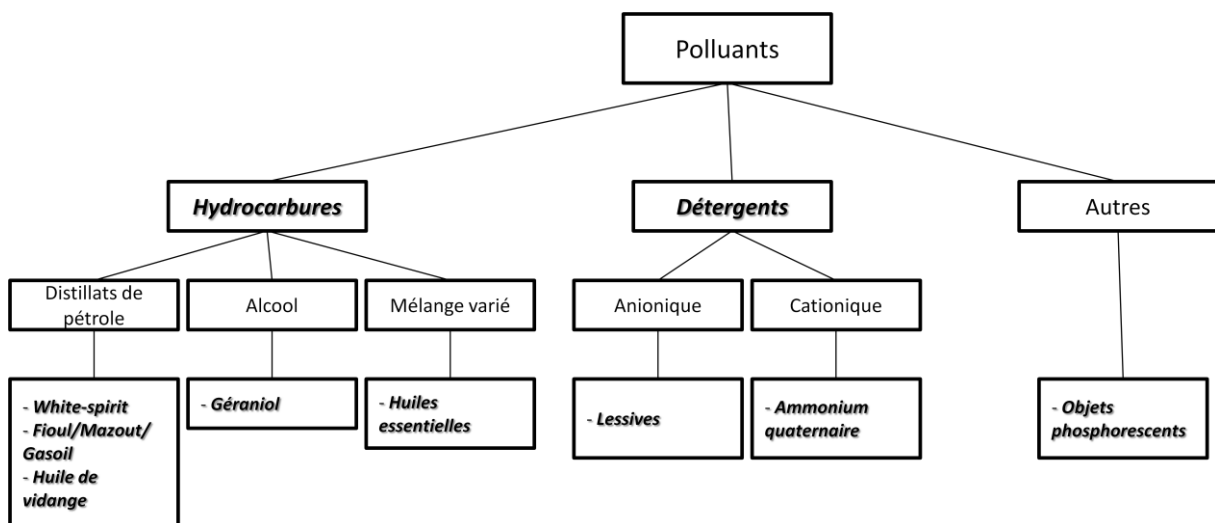 Polluants
Hydrocarbures
Détergents
Autres
Distillats de
pétrole
Alcool
Mélange varié
Anionique
Cationique
- White-spirit
- Fioul/Mazout/
Gasoil
- Huile de
vidange
- Géraniol
- Huiles
essentielles
- Lessives
- Ammonium
quaternaire
- Objets
phosphorescents